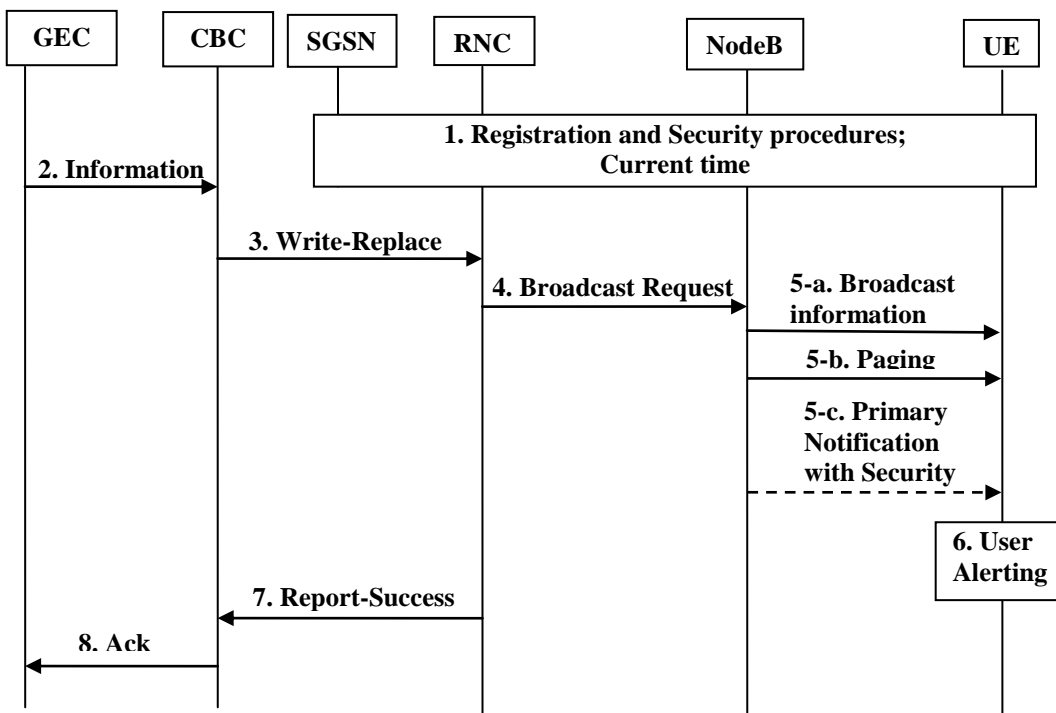 GEC
CBC
SGSN
RNC
NodeB
UE
1. Registration and Security procedures;
Current time
2. Information
3. Write-Replace
4. Broadcast Request
5-a. Broadcast
information
5-b. Paging
5-c. Primary
Notification
with Security
6. User
Alerting
7. Report-Success
8. Ack